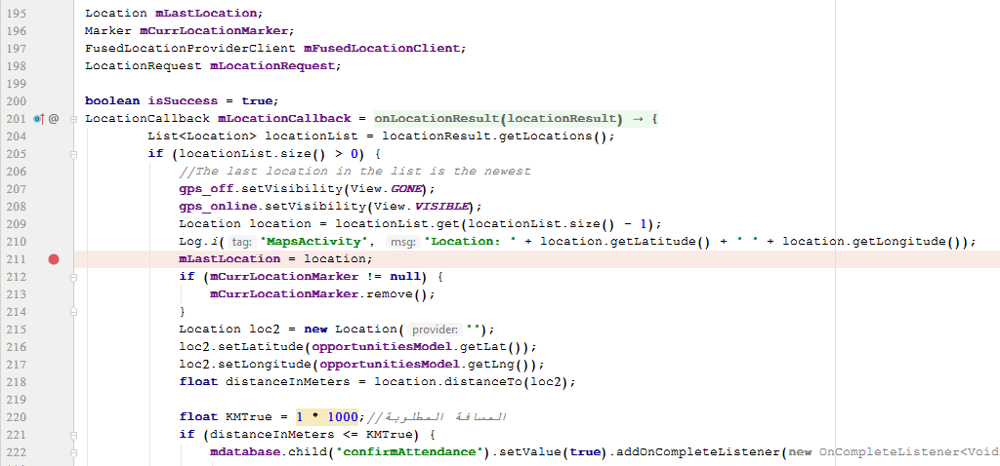 195 Location mLastLocation;
196 Marker mCurrLocationMarker;
197 FusedLocationProviderClient mFusedLocationClient;
198 LocationRequest mLocationRequest;
199
200 boolean isSuccess = true;
201 @ LocationCallback mLocationCallback = onLocationResult(locationResult) → {
204 List<Location> locationList = locationResult.getLocations();
205 if (locationList.size() > 0) {
206 //The last location in the list is the newest
207 gps_off.setVisibility(View.GONE);
208 gps_online.setVisibility(View.VISIBLE);
209 Location location = locationList.get(locationList.size() - 1);
210 Log.i( tag: "MapsActivity", msg: "Location: " + location.getLatitude() + " " + location.getLongitude());
211 mLastLocation = location;
212 if (mCurrLocationMarker != null) {
213 mCurrLocationMarker.remove();
214 }
215 Location loc2 = new Location( provider: "");
216 loc2.setLatitude(opportunitiesModel.getLat());
217 loc2.setLongitude(opportunitiesModel.getLng());
218 float distanceInMeters = location.distanceTo(loc2);
219
220 float KMTrue = 1 * 1000;//المسافة المطلوبة
221 if (distanceInMeters <= KMTrue) {
222 mdatabase.child("confirmAttendance").setValue(true).addOnCompleteListener(new OnCompleteListener<Void